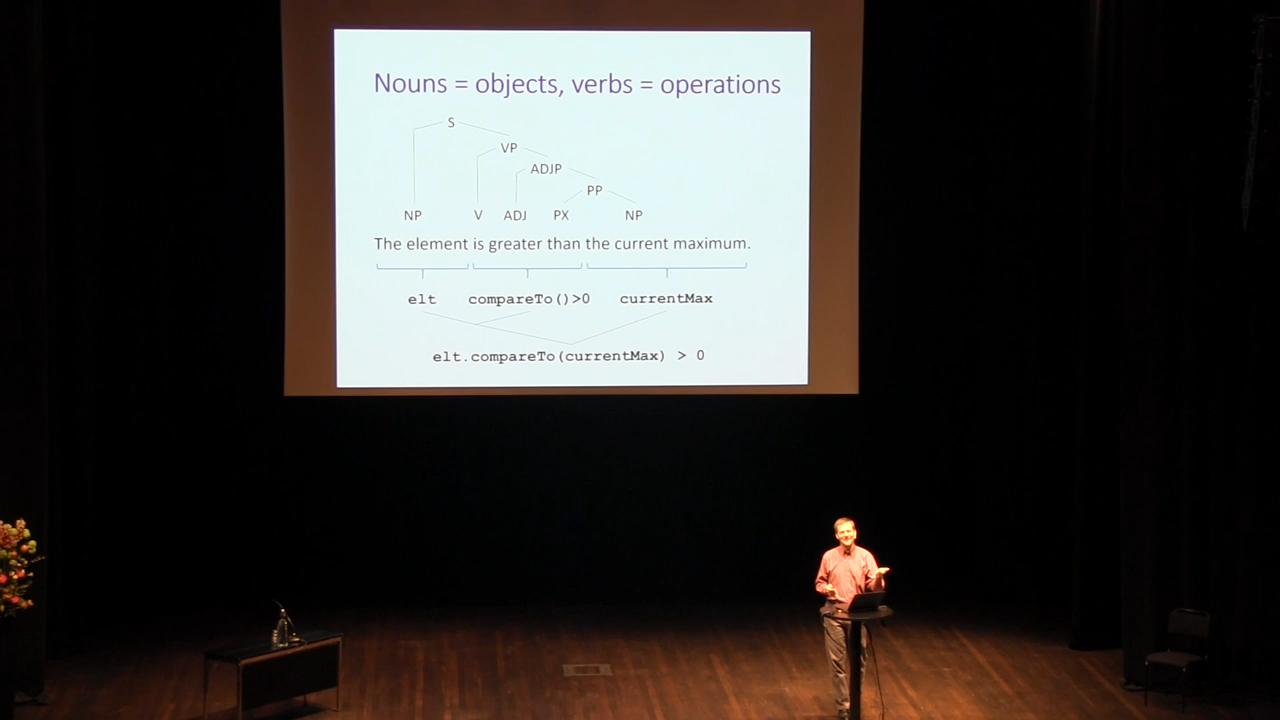 Nouns = objects, verbs = operations
S
VP
ADJP
PP
NP V ADJ PX NP
The element is greater than the current maximum.
elt compareTo()>0 currentMax
elt.compareTo(currentMax) > 0